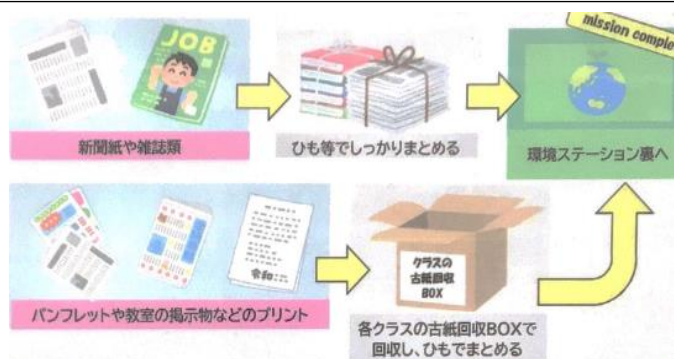 JOB
mission comple
新聞紙や雑誌類
ひも等でしっかりまとめる
環境ステーション裏へ
令和
クラスの
古紙回収
BOX
パンフレットや教室の掲示物などのプリント
各クラスの古紙回収BOXで
回収し、ひもでまとめる